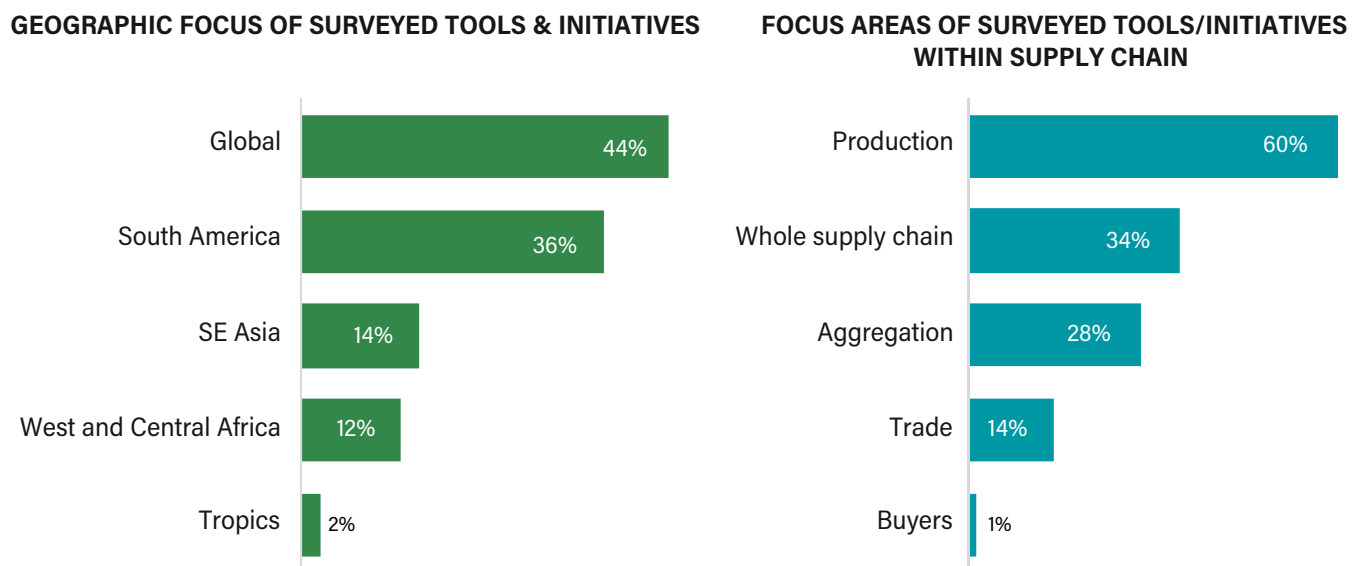 GEOGRAPHIC FOCUS OF SURVEYED TOOLS & INITIATIVES
Global
44%
South America
36%
SE Asia
14%
West and Central Africa
12%
Tropics
2%
FOCUS AREAS OF SURVEYED TOOLS/INITIATIVES
WITHIN SUPPLY CHAIN
Production
60%
Whole supply chain
34%
Aggregation
28%
Trade
14%
Buyers
1%